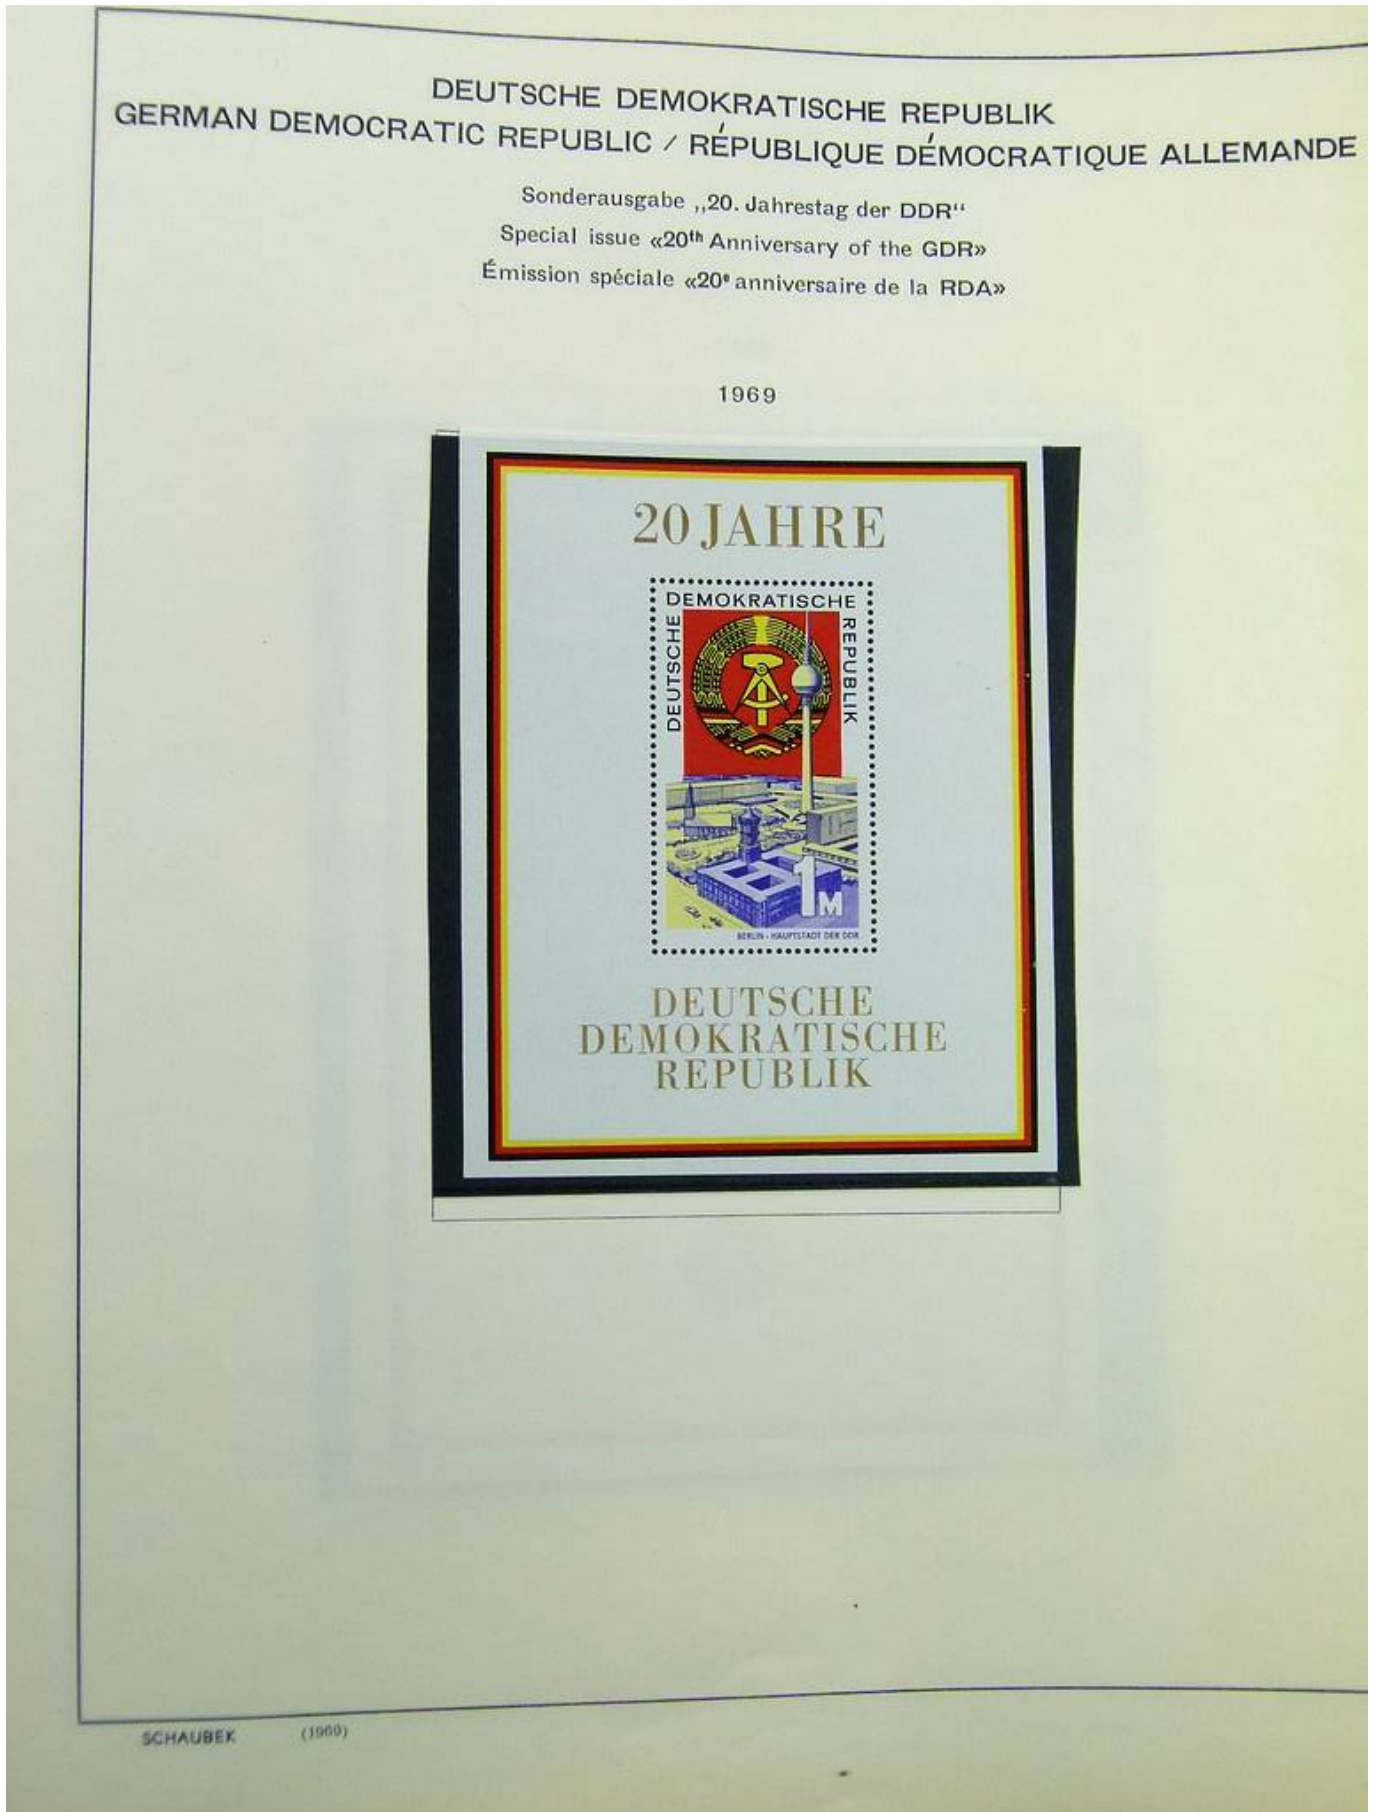 DEUTSCHE DEMOKRATISCHE REPUBLIK
GERMAN DEMOCRATIC REPUBLIC / RÉPUBLIQUE DÉMOCRATIQUE ALLEMANDE
Sonderausgabe „20. Jahrestag der DDR“
Special issue «20th Anniversary of the GDR»
Émission spéciale «20e anniversaire de la RDA»
1969
20 JAHRE
DEUTSCHE
DEMOKRATISCHE
REPUBLIK
1M
BERLIN - HAUPTSTADT DER DDR
DEUTSCHE
DEMOKRATISCHE
REPUBLIK
SCHAUBEK (1969)